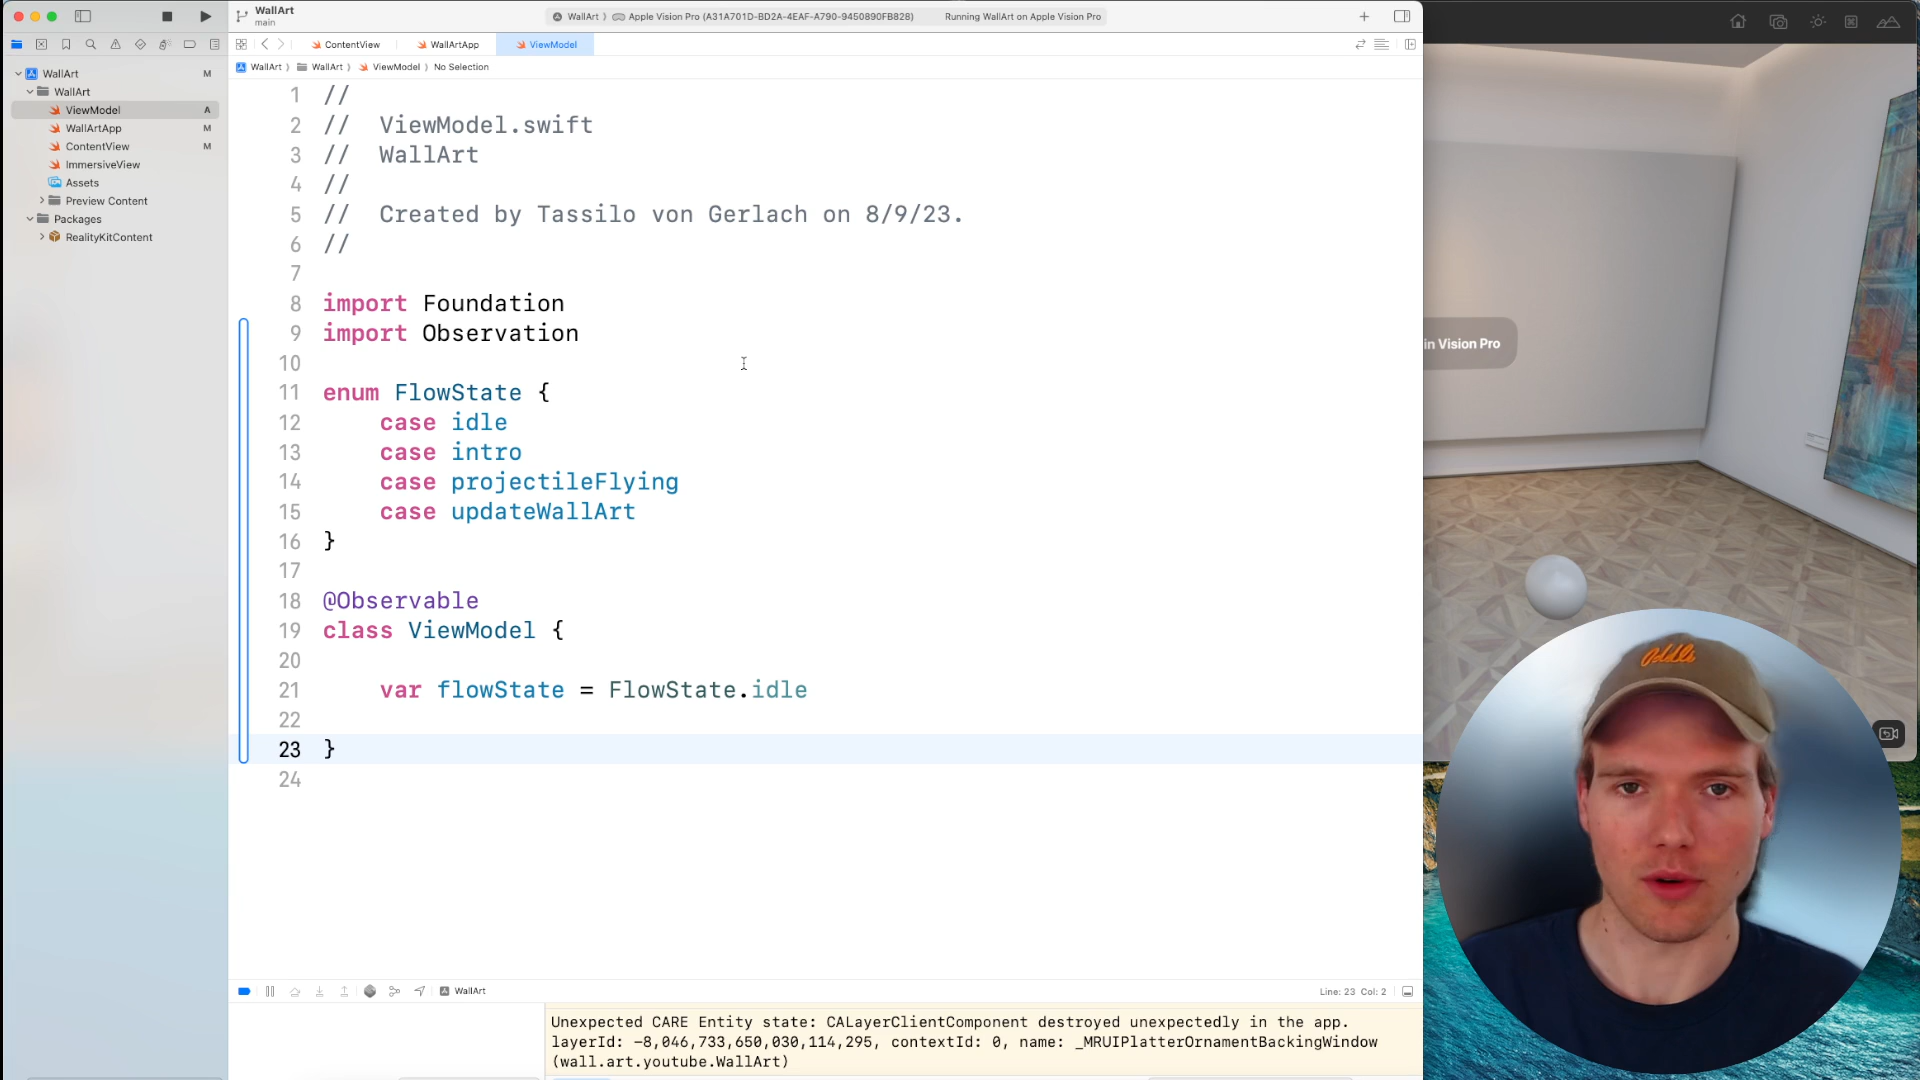 WallArt
main
WallArt ⟩ Apple Vision Pro (A31A701D-BD2A-4EAF-A790-9450890FB828)
Running WallArt on Apple Vision Pro
ContentView
WallArtApp
ViewModel
WallArt ⟩ WallArt ⟩ ViewModel ⟩ No Selection
WallArt M
WallArt
ViewModel A
WallArtApp M
ContentView M
ImmersiveView
Assets
Preview Content
Packages
RealityKitContent
1 //
2 //  ViewModel.swift
3 //  WallArt
4 //
5 //  Created by Tassilo von Gerlach on 8/9/23.
6 //
7
8 import Foundation
9 import Observation
10
11 enum FlowState {
12     case idle
13     case intro
14     case projectileFlying
15     case updateWallArt
16 }
17
18 @Observable
19 class ViewModel {
20
21     var flowState = FlowState.idle
22
23 }
24
in Vision Pro
Oddle
WallArt
Line: 23 Col: 2
Unexpected CARE Entity state: CALayerClientComponent destroyed unexpectedly in the app.
layerId: -8,046,733,650,030,114,295, contextId: 0, name: _MRUIPlatterOrnamentBackingWindow
(wall.art.youtube.WallArt)